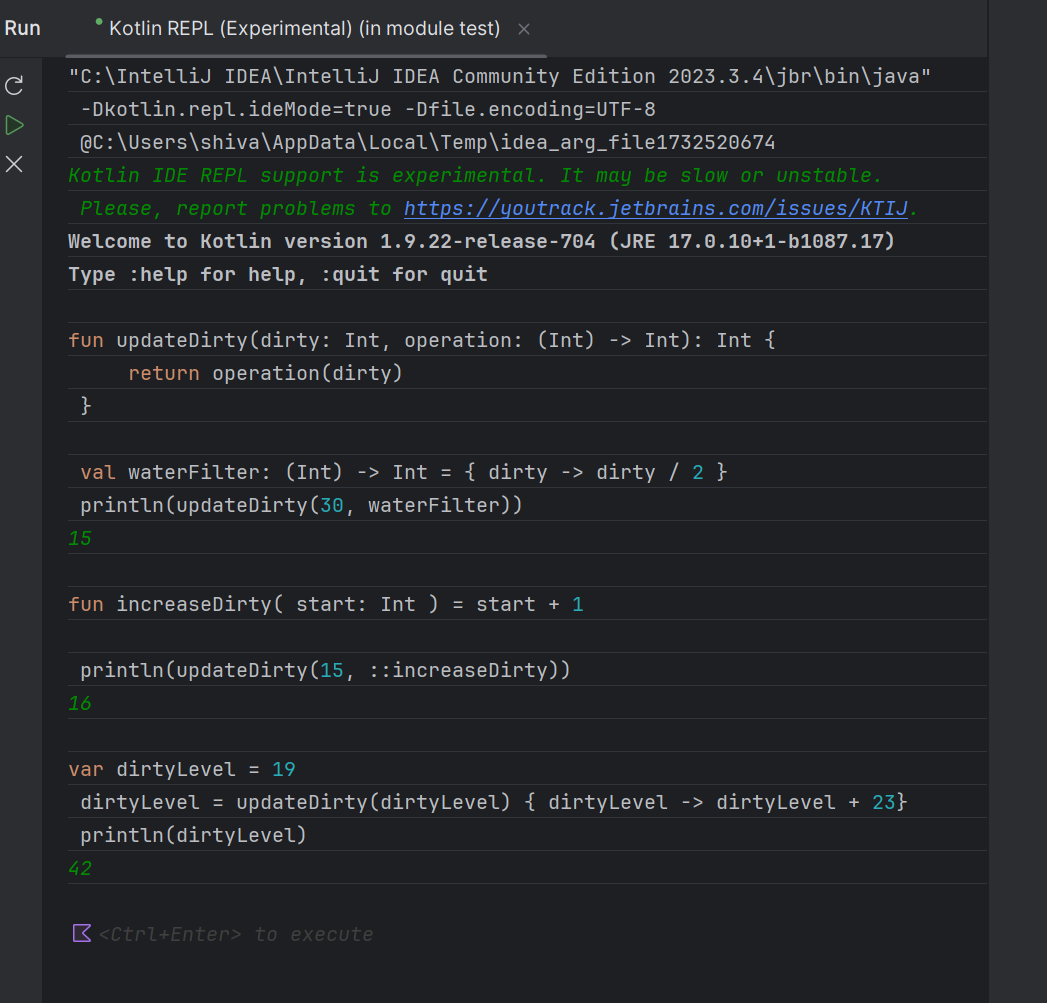 Run
Kotlin REPL (Experimental) (in module test)
"C:\IntelliJ IDEA\IntelliJ IDEA Community Edition 2023.3.4\jbr\bin\java"
-Dkotlin.repl.ideMode=true -Dfile.encoding=UTF-8
@C:\Users\shiva\AppData\Local\Temp\idea_arg_file1732520674
Kotlin IDE REPL support is experimental. It may be slow or unstable.
Please, report problems to https://youtrack.jetbrains.com/issues/KTIJ.
Welcome to Kotlin version 1.9.22-release-704 (JRE 17.0.10+1-b1087.17)
Type :help for help, :quit for quit
fun updateDirty(dirty: Int, operation: (Int) -> Int): Int {
return operation(dirty)
}
val waterFilter: (Int) -> Int = { dirty -> dirty / 2 }
println(updateDirty(30, waterFilter))
15
fun increaseDirty( start: Int ) = start + 1
println(updateDirty(15, ::increaseDirty))
16
var dirtyLevel = 19
dirtyLevel = updateDirty(dirtyLevel) { dirtyLevel -> dirtyLevel + 23}
println(dirtyLevel)
42
<Ctrl+Enter> to execute